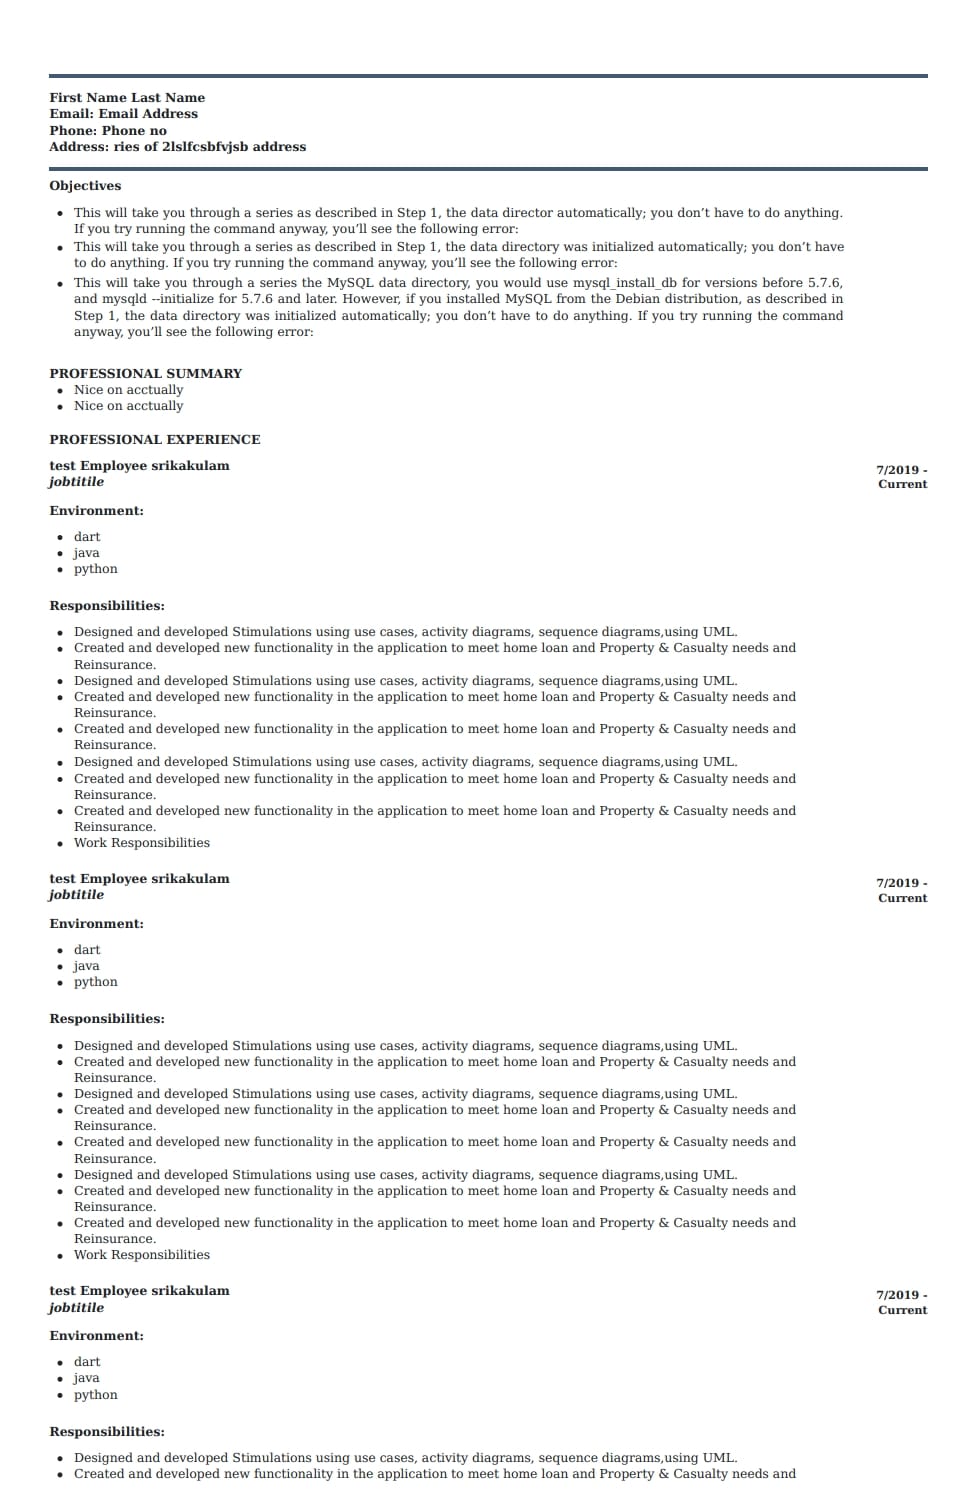 First Name Last Name
Email: Email Address
Phone: Phone no
Address: ries of 2lslfcsbfvjsb address
Objectives
• This will take you through a series as described in Step 1, the data director automatically; you don’t have to do anything.
If you try running the command anyway, you’ll see the following error:
• This will take you through a series as described in Step 1, the data directory was initialized automatically; you don’t have
to do anything. If you try running the command anyway, you’ll see the following error:
• This will take you through a series the MySQL data directory, you would use mysql_install_db for versions before 5.7.6,
and mysqld --initialize for 5.7.6 and later. However, if you installed MySQL from the Debian distribution, as described in
Step 1, the data directory was initialized automatically; you don’t have to do anything. If you try running the command
anyway, you’ll see the following error:
PROFESSIONAL SUMMARY
• Nice on acctually
• Nice on acctually
PROFESSIONAL EXPERIENCE
test Employee srikakulam
jobtitile
7/2019 -
Current
Environment:
• dart
• java
• python
Responsibilities:
• Designed and developed Stimulations using use cases, activity diagrams, sequence diagrams,using UML.
• Created and developed new functionality in the application to meet home loan and Property & Casualty needs and
Reinsurance.
• Designed and developed Stimulations using use cases, activity diagrams, sequence diagrams,using UML.
• Created and developed new functionality in the application to meet home loan and Property & Casualty needs and
Reinsurance.
• Created and developed new functionality in the application to meet home loan and Property & Casualty needs and
Reinsurance.
• Designed and developed Stimulations using use cases, activity diagrams, sequence diagrams,using UML.
• Created and developed new functionality in the application to meet home loan and Property & Casualty needs and
Reinsurance.
• Created and developed new functionality in the application to meet home loan and Property & Casualty needs and
Reinsurance.
• Work Responsibilities
test Employee srikakulam
jobtitile
7/2019 -
Current
Environment:
• dart
• java
• python
Responsibilities:
• Designed and developed Stimulations using use cases, activity diagrams, sequence diagrams,using UML.
• Created and developed new functionality in the application to meet home loan and Property & Casualty needs and
Reinsurance.
• Designed and developed Stimulations using use cases, activity diagrams, sequence diagrams,using UML.
• Created and developed new functionality in the application to meet home loan and Property & Casualty needs and
Reinsurance.
• Created and developed new functionality in the application to meet home loan and Property & Casualty needs and
Reinsurance.
• Designed and developed Stimulations using use cases, activity diagrams, sequence diagrams,using UML.
• Created and developed new functionality in the application to meet home loan and Property & Casualty needs and
Reinsurance.
• Created and developed new functionality in the application to meet home loan and Property & Casualty needs and
Reinsurance.
• Work Responsibilities
test Employee srikakulam
jobtitile
7/2019 -
Current
Environment:
• dart
• java
• python
Responsibilities:
• Designed and developed Stimulations using use cases, activity diagrams, sequence diagrams,using UML.
• Created and developed new functionality in the application to meet home loan and Property & Casualty needs and